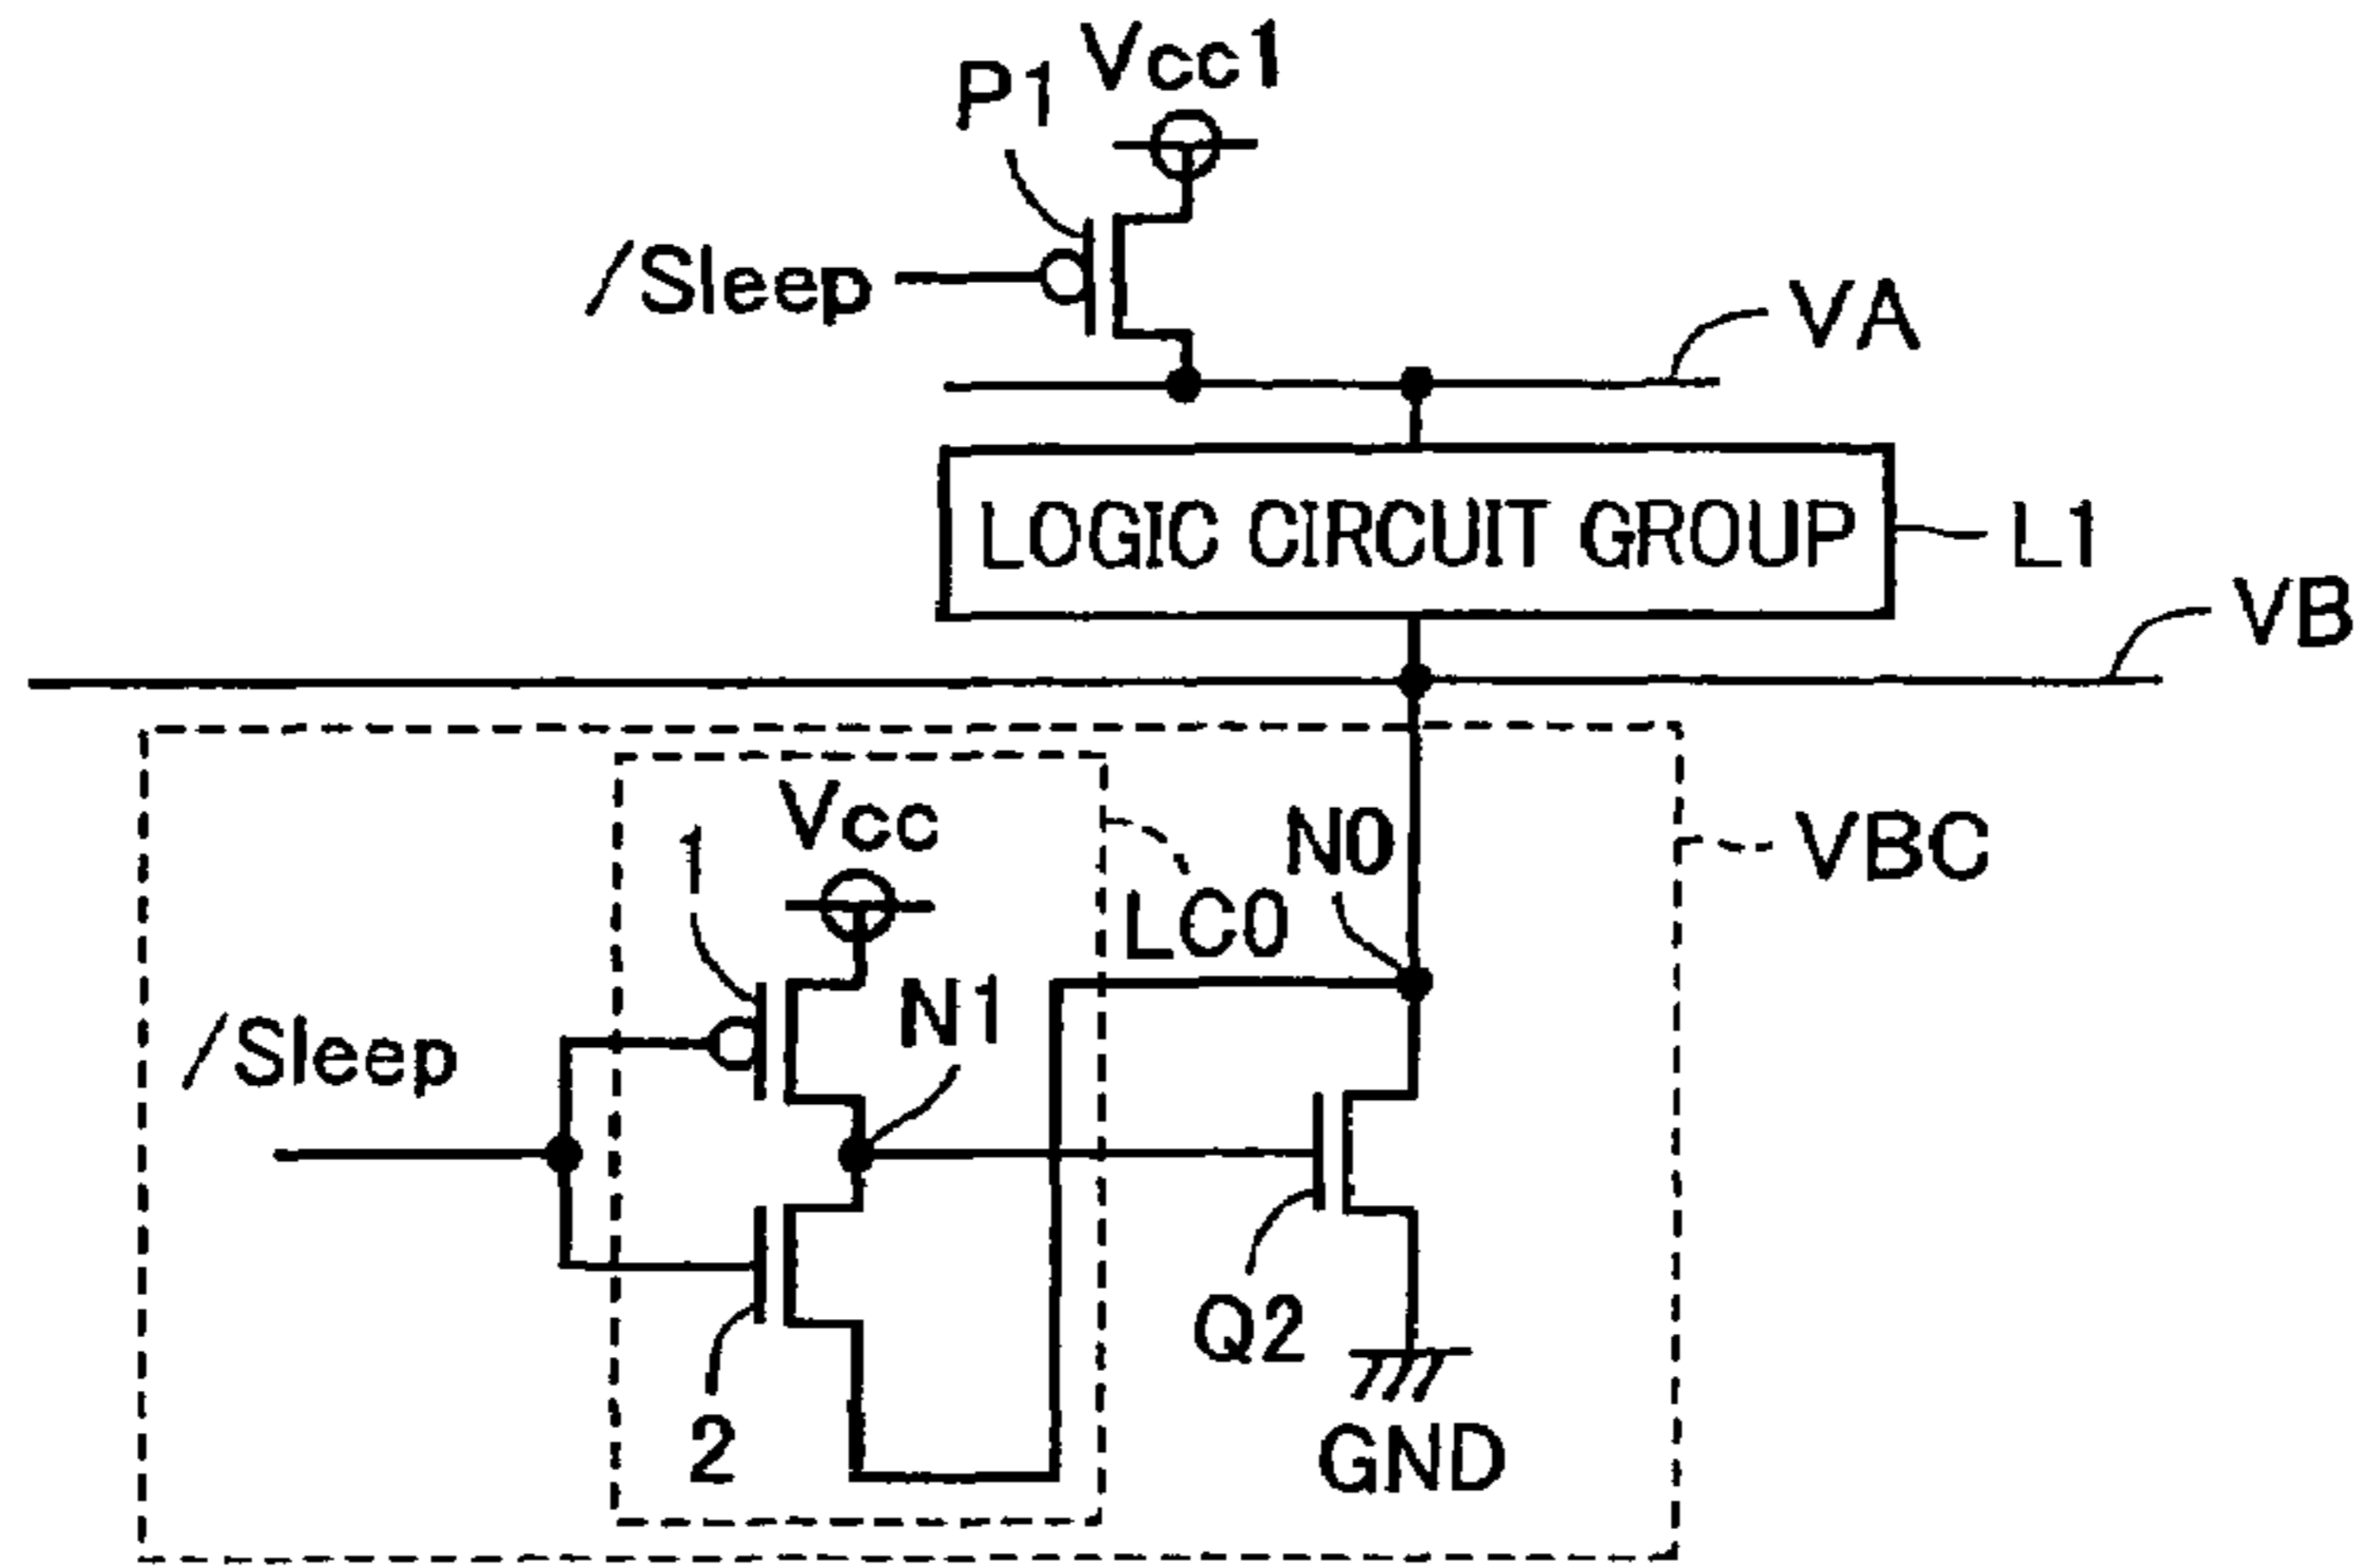 Vcc1
P1
/Sleep
VA
LOGIC CIRCUIT GROUP
L1
VB
Vcc
1
N0
VBC
LC0
N1
/Sleep
Q2
2
GND